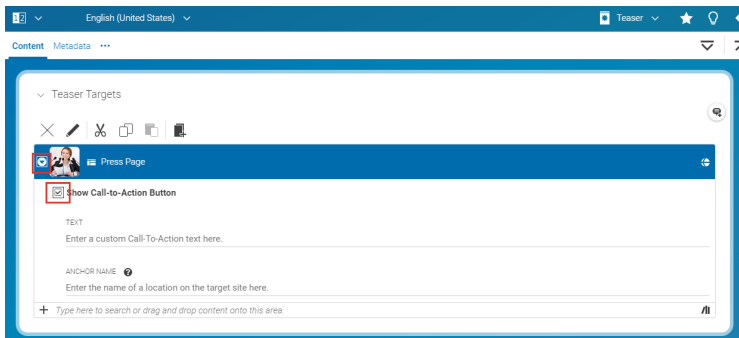 English (United States)
Teaser
Content Metadata
Teaser Targets
Press Page
Show Call-to-Action Button
TEXT
Enter a custom Call-To-Action text here.
ANCHOR NAME
Enter the name of a location on the target site here.
Type here to search or drag and drop content onto this area.